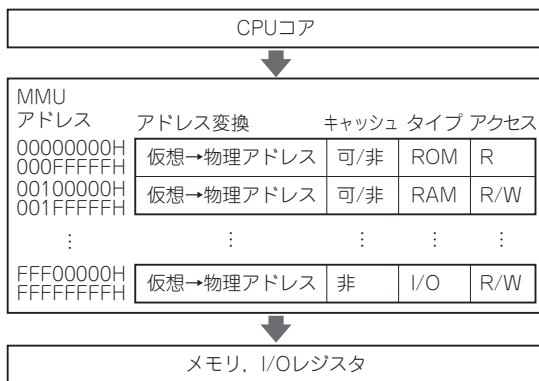 CPUコア
MMU
アドレス アドレス変換 キャッシュ タイプ アクセス
00000000H
000FFFFFH
仮想→物理アドレス 可/非 ROM R
00100000H
001FFFFFH
仮想→物理アドレス 可/非 RAM R/W
⋮ ⋮ ⋮ ⋮ ⋮
FFF00000H
FFFFFFFFH
仮想→物理アドレス 非 I/O R/W
メモリ，I/Oレジスタ